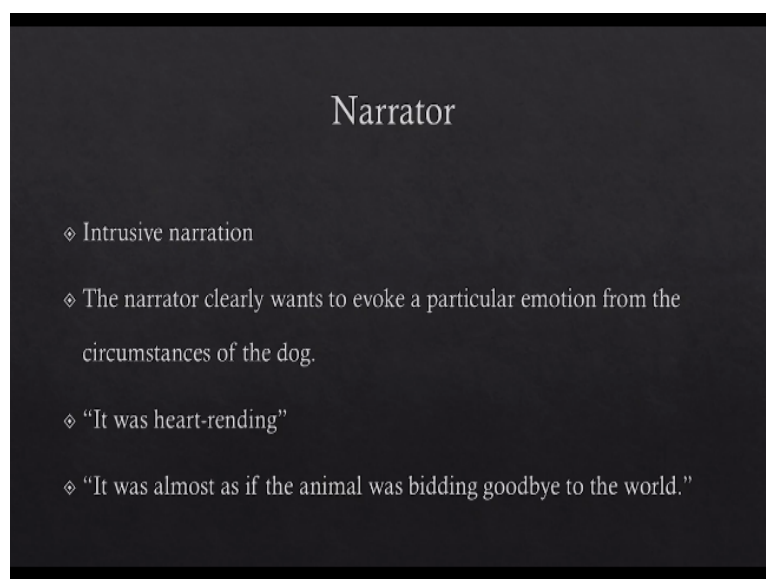 Narrator
Intrusive narration
The narrator clearly wants to evoke a particular emotion from the
circumstances of the dog.
“It was heart-rending”
“It was almost as if the animal was bidding goodbye to the world.”